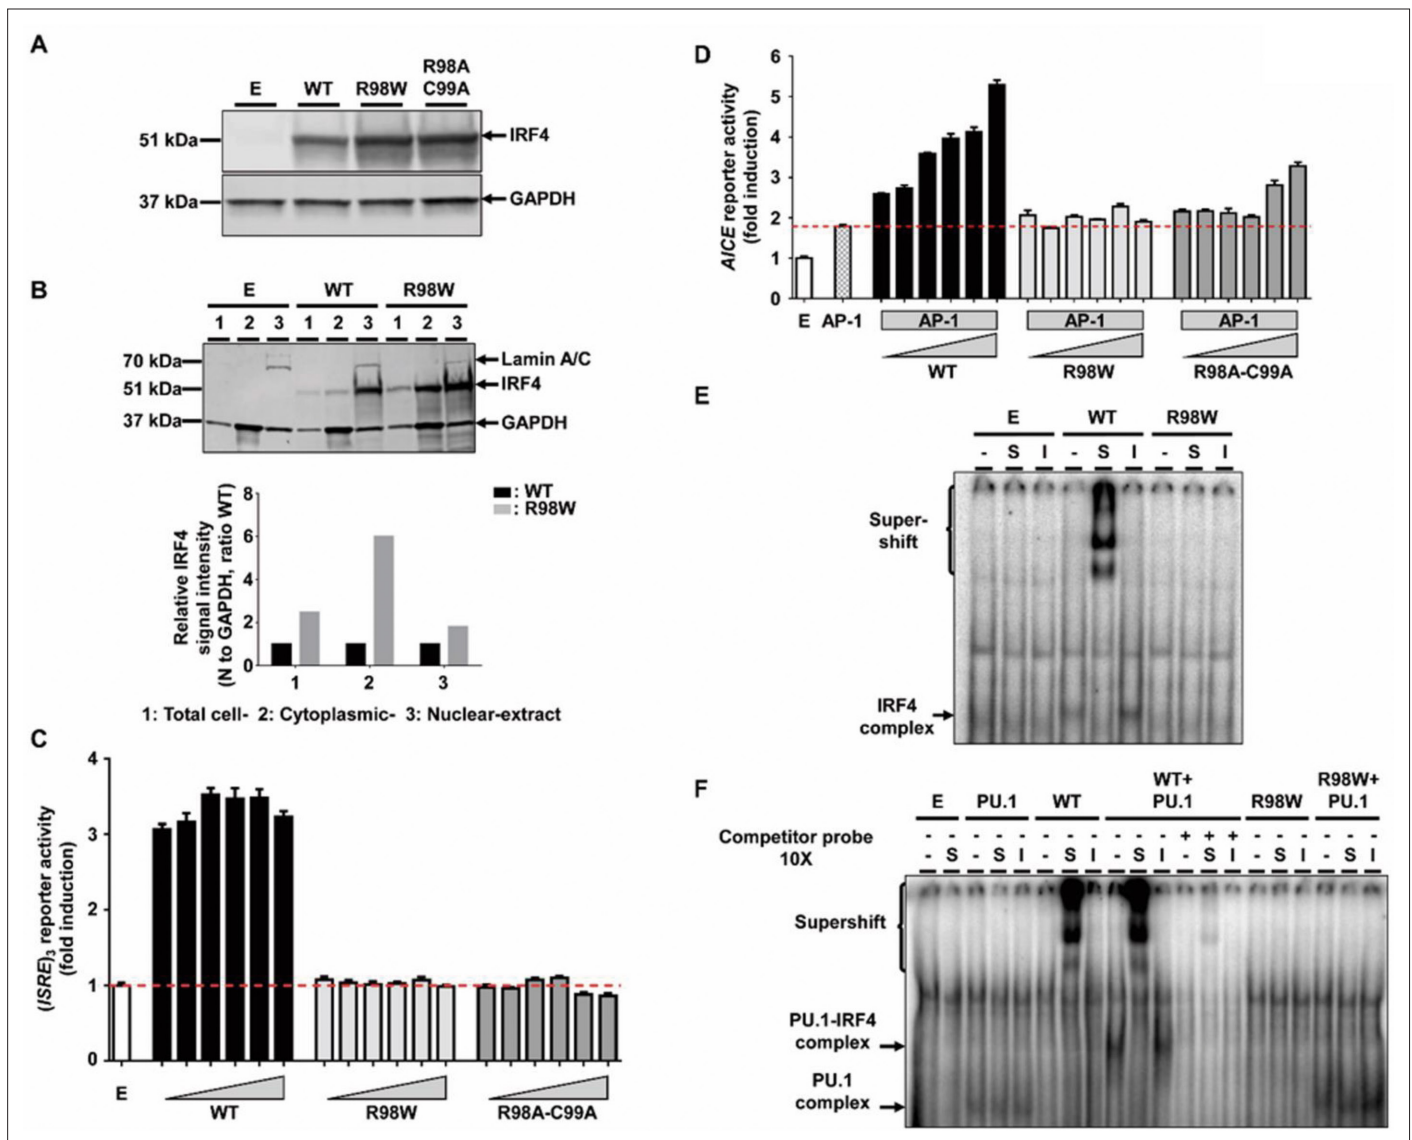 A
E WT R98W R98A C99A
51 kDa IRF4
37 kDa GAPDH
B
E WT R98W
1 2 3 1 2 3 1 2 3
70 kDa Lamin A/C
51 kDa IRF4
37 kDa GAPDH
Relative IRF4
signal intensity
(N to GAPDH, ratio WT)
8
6
4
2
0
: WT
: R98W
1 2 3
1: Total cell- 2: Cytoplasmic- 3: Nuclear-extract
C
(ISRE)3 reporter activity
(fold induction)
4
3
2
1
0
E WT R98W R98A-C99A
D
AICE reporter activity
(fold induction)
6
5
4
3
2
1
0
E AP-1 AP-1 AP-1 AP-1
WT R98W R98A-C99A
E
E WT R98W
- S I - S I - S I
Super-
shift
IRF4
complex
F
E PU.1 WT WT+ PU.1 R98W R98W+ PU.1
Competitor probe - - - - - - - - - - - + + + - - - - - -
10X - S - S I - S I - S I - S I - S I - S I
Supershift
PU.1-IRF4
complex
PU.1
complex